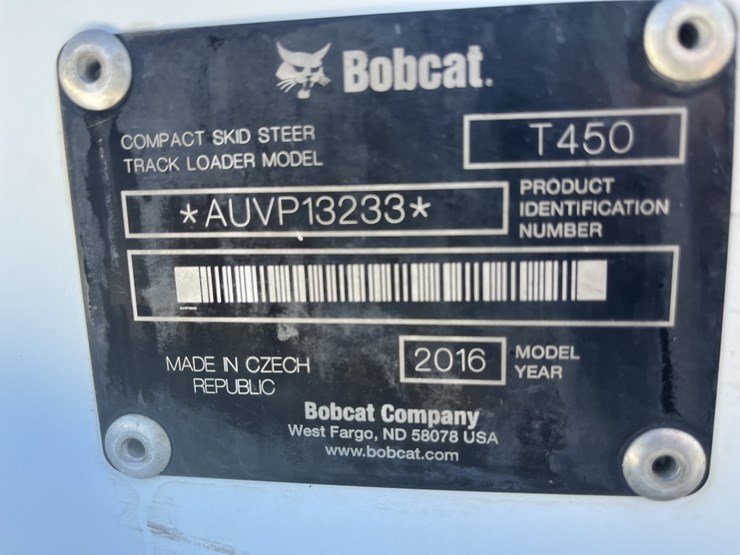 Bobcat.
COMPACT SKID STEER
TRACK LOADER MODEL
T450
*AUVP13233*
PRODUCT
IDENTIFICATION
NUMBER
MADE IN CZECH
REPUBLIC
2016
MODEL
YEAR
Bobcat Company
West Fargo, ND 58078 USA
www.bobcat.com